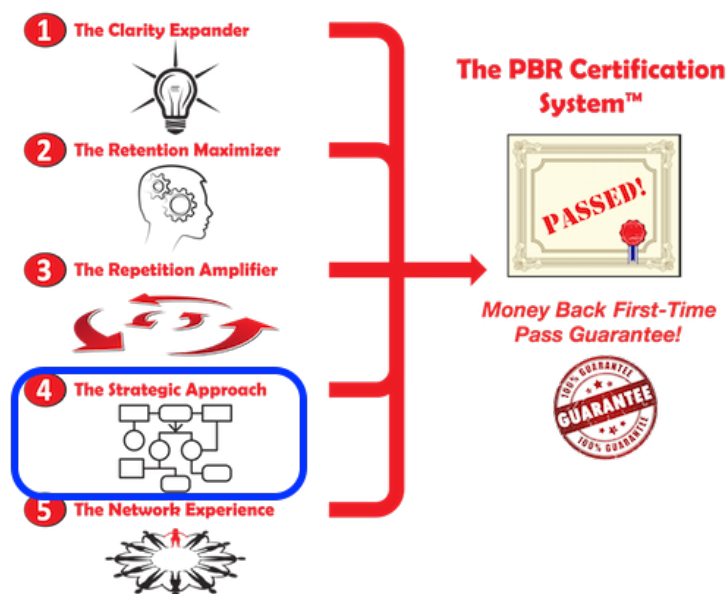 1 The Clarity Expander
2 The Retention Maximizer
3 The Repetition Amplifier
4 The Strategic Approach
5 The Network Experience
The PBR Certification
System™
PASSED!
Money Back First-Time
Pass Guarantee!
100% GUARANTEE
GUARANTEE
100% GUARANTEE